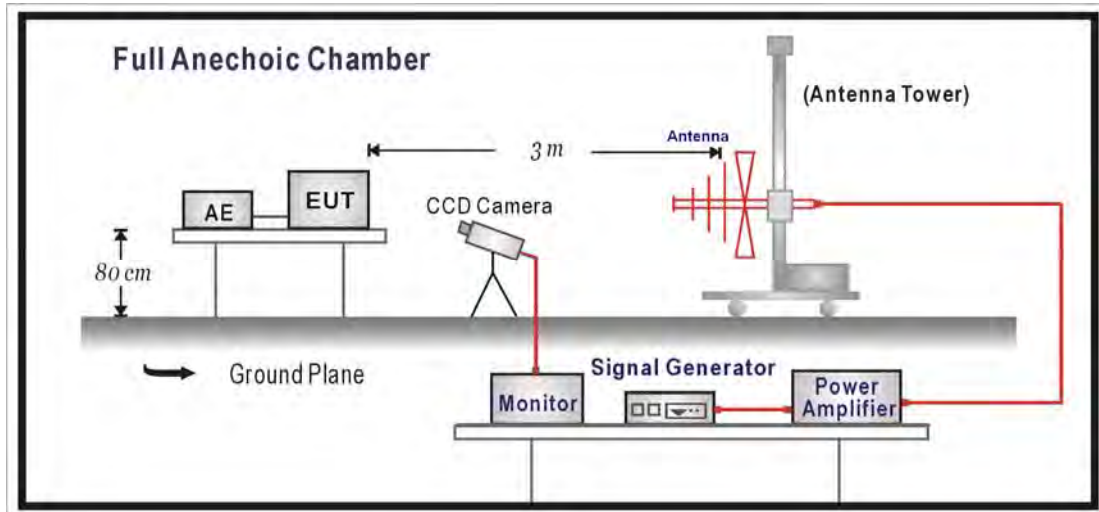 Full Anechoic Chamber
(Antenna Tower)
Antenna
3 m
AE
EUT
CCD Camera
80 cm
Ground Plane
Signal Generator
Monitor
Power
Amplifier